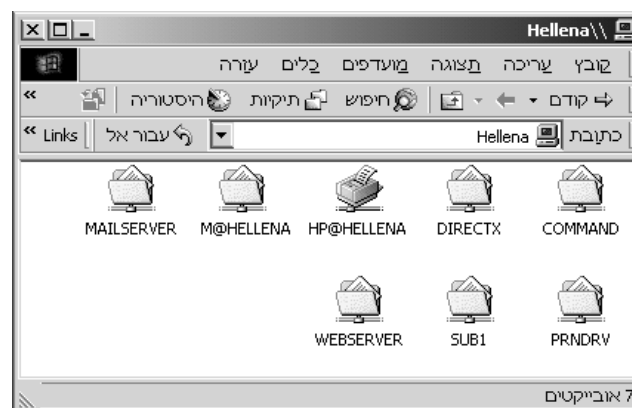 Hellena\\
קובץ עריכה תצוגה מועדפים כלים עזרה
קודם חיפוש תיקיות היסטוריה »
כתובת Hellena עבור אל Links »
COMMAND DIRECTX HP@HELLENA M@HELLENA MAILSERVER
PRNDRV SUB1 WEBSERVER
7 אובייקטים